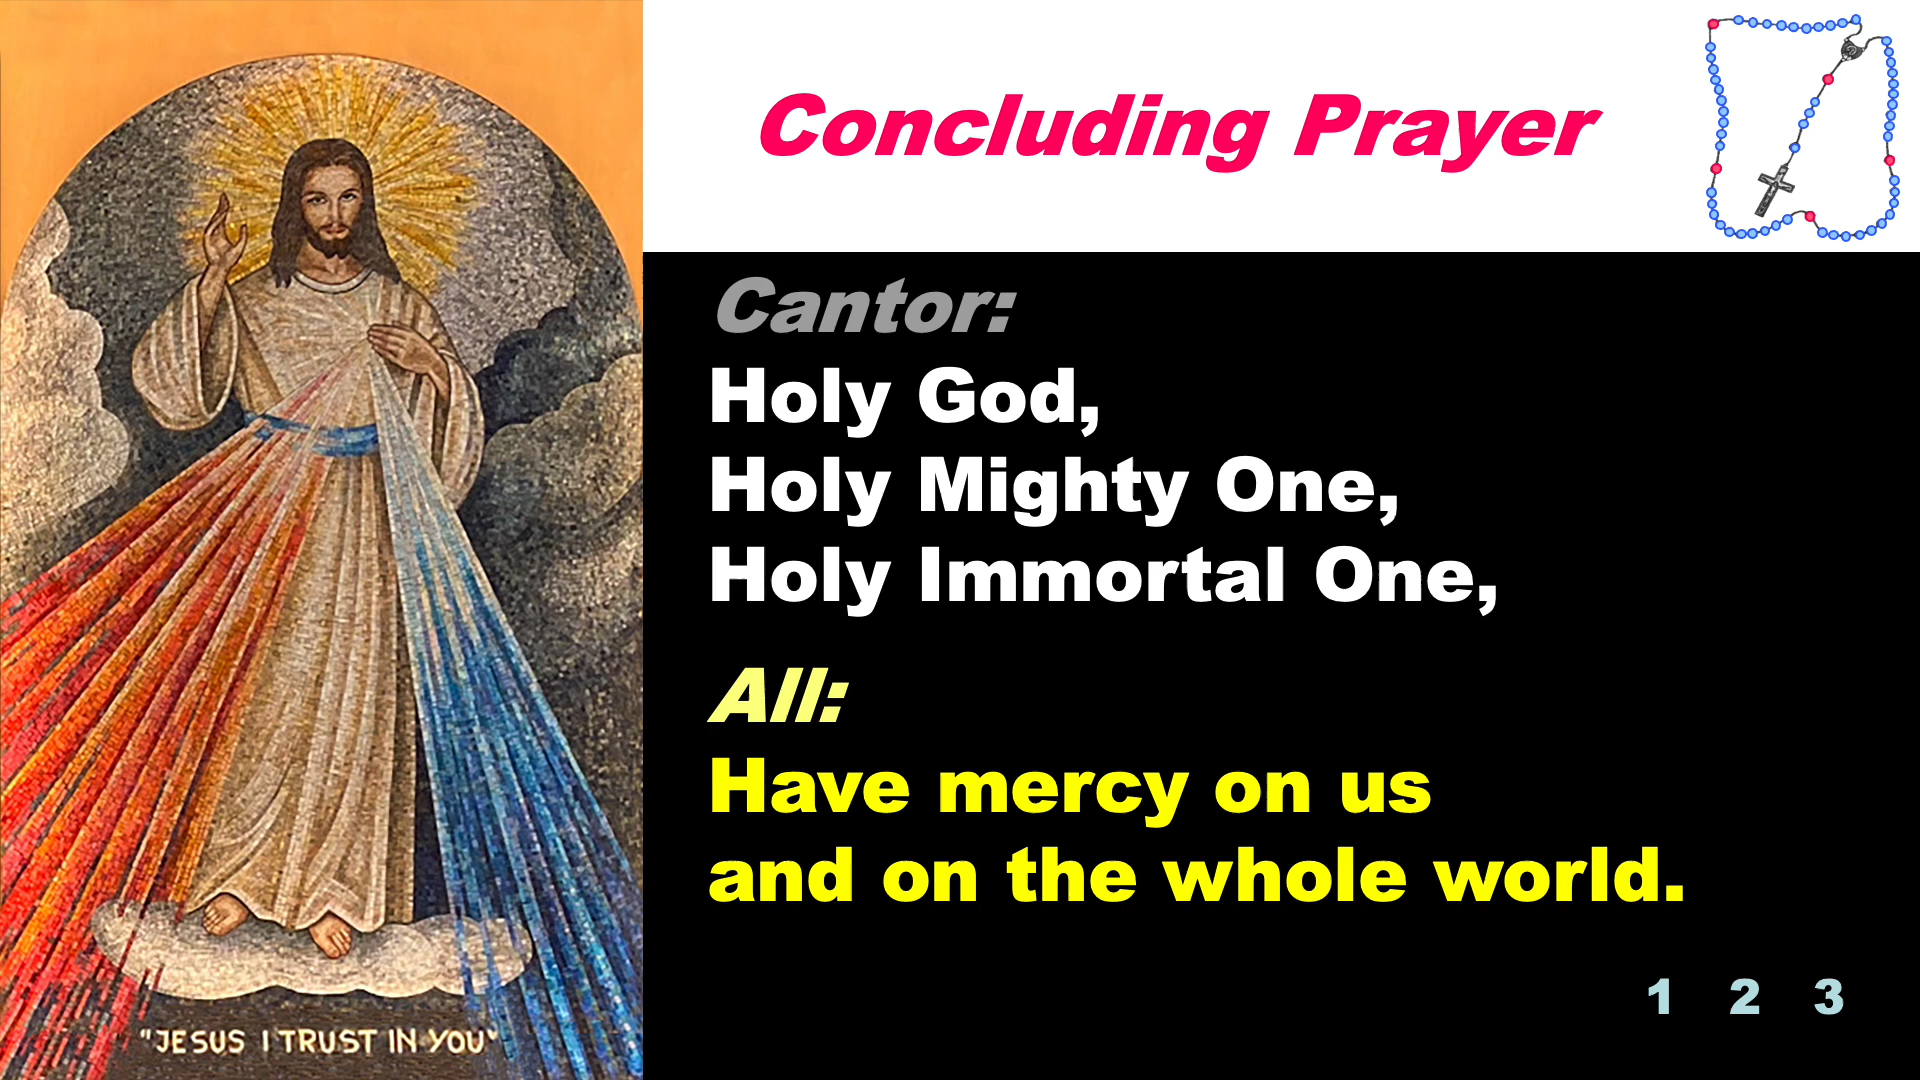 Concluding Prayer
Cantor:
Holy God,
Holy Mighty One,
Holy Immortal One,
All:
Have mercy on us
and on the whole world.
1 2 3
"JESUS I TRUST IN YOU"